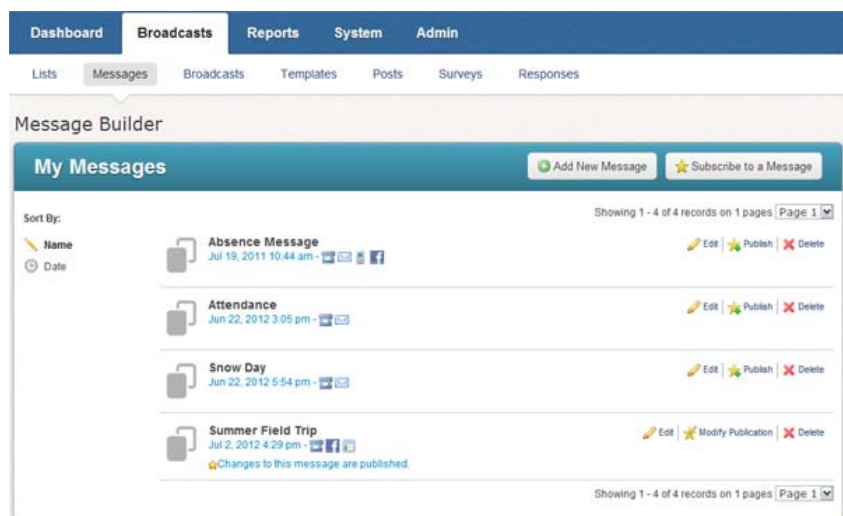 Dashboard Broadcasts Reports System Admin
Lists Messages Broadcasts Templates Posts Surveys Responses
Message Builder
My Messages
Add New Message
Subscribe to a Message
Showing 1 - 4 of 4 records on 1 pages Page 1
Sort By:
Name
Date
Absence Message
Jul 19, 2011 10:44 am -
Edit Publish Delete
Attendance
Jun 22, 2012 3:05 pm -
Edit Publish Delete
Snow Day
Jun 22, 2012 5:54 pm -
Edit Publish Delete
Summer Field Trip
Jul 2, 2012 4:29 pm -
Changes to this message are published.
Edit Modify Publication Delete
Showing 1 - 4 of 4 records on 1 pages Page 1